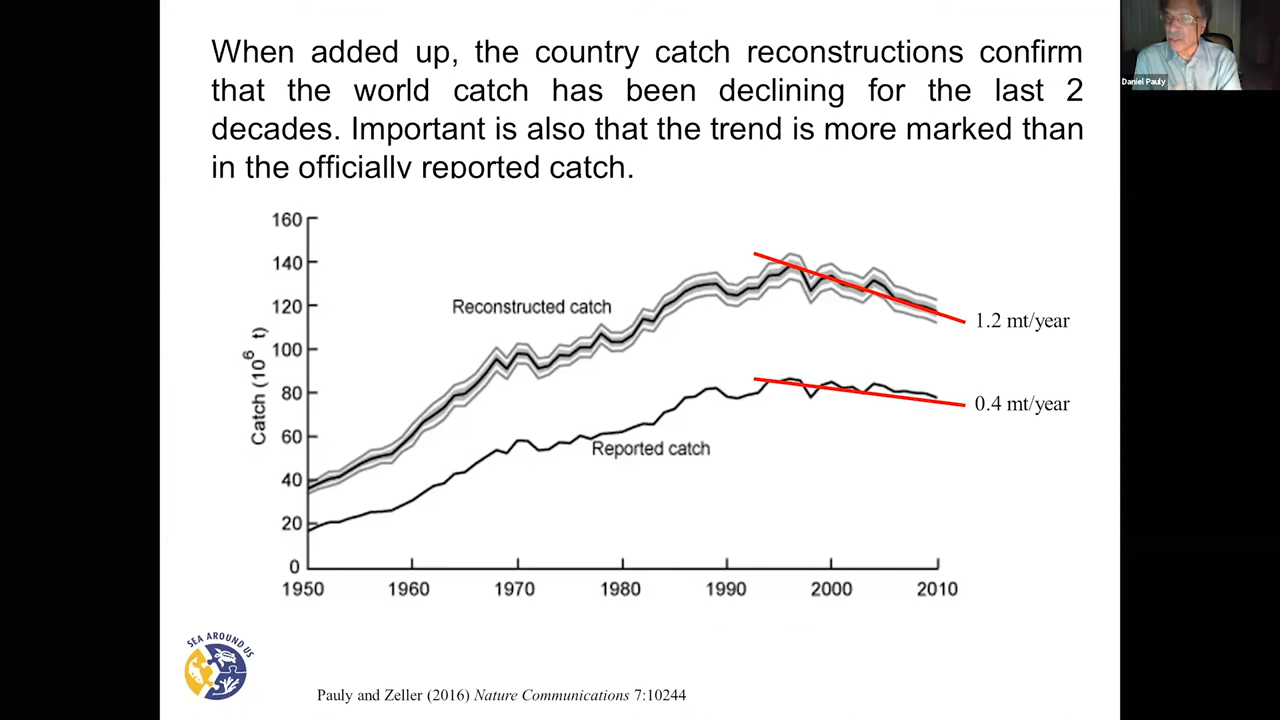 When added up, the country catch reconstructions confirm
that the world catch has been declining for the last 2
decades. Important is also that the trend is more marked than
in the officially reported catch.
Daniel Pauly
160
140
120
100
80
60
40
20
0
Catch (10⁶ t)
Reconstructed catch
1.2 mt/year
0.4 mt/year
Reported catch
1950 1960 1970 1980 1990 2000 2010
SEA AROUND US
Pauly and Zeller (2016) Nature Communications 7:10244